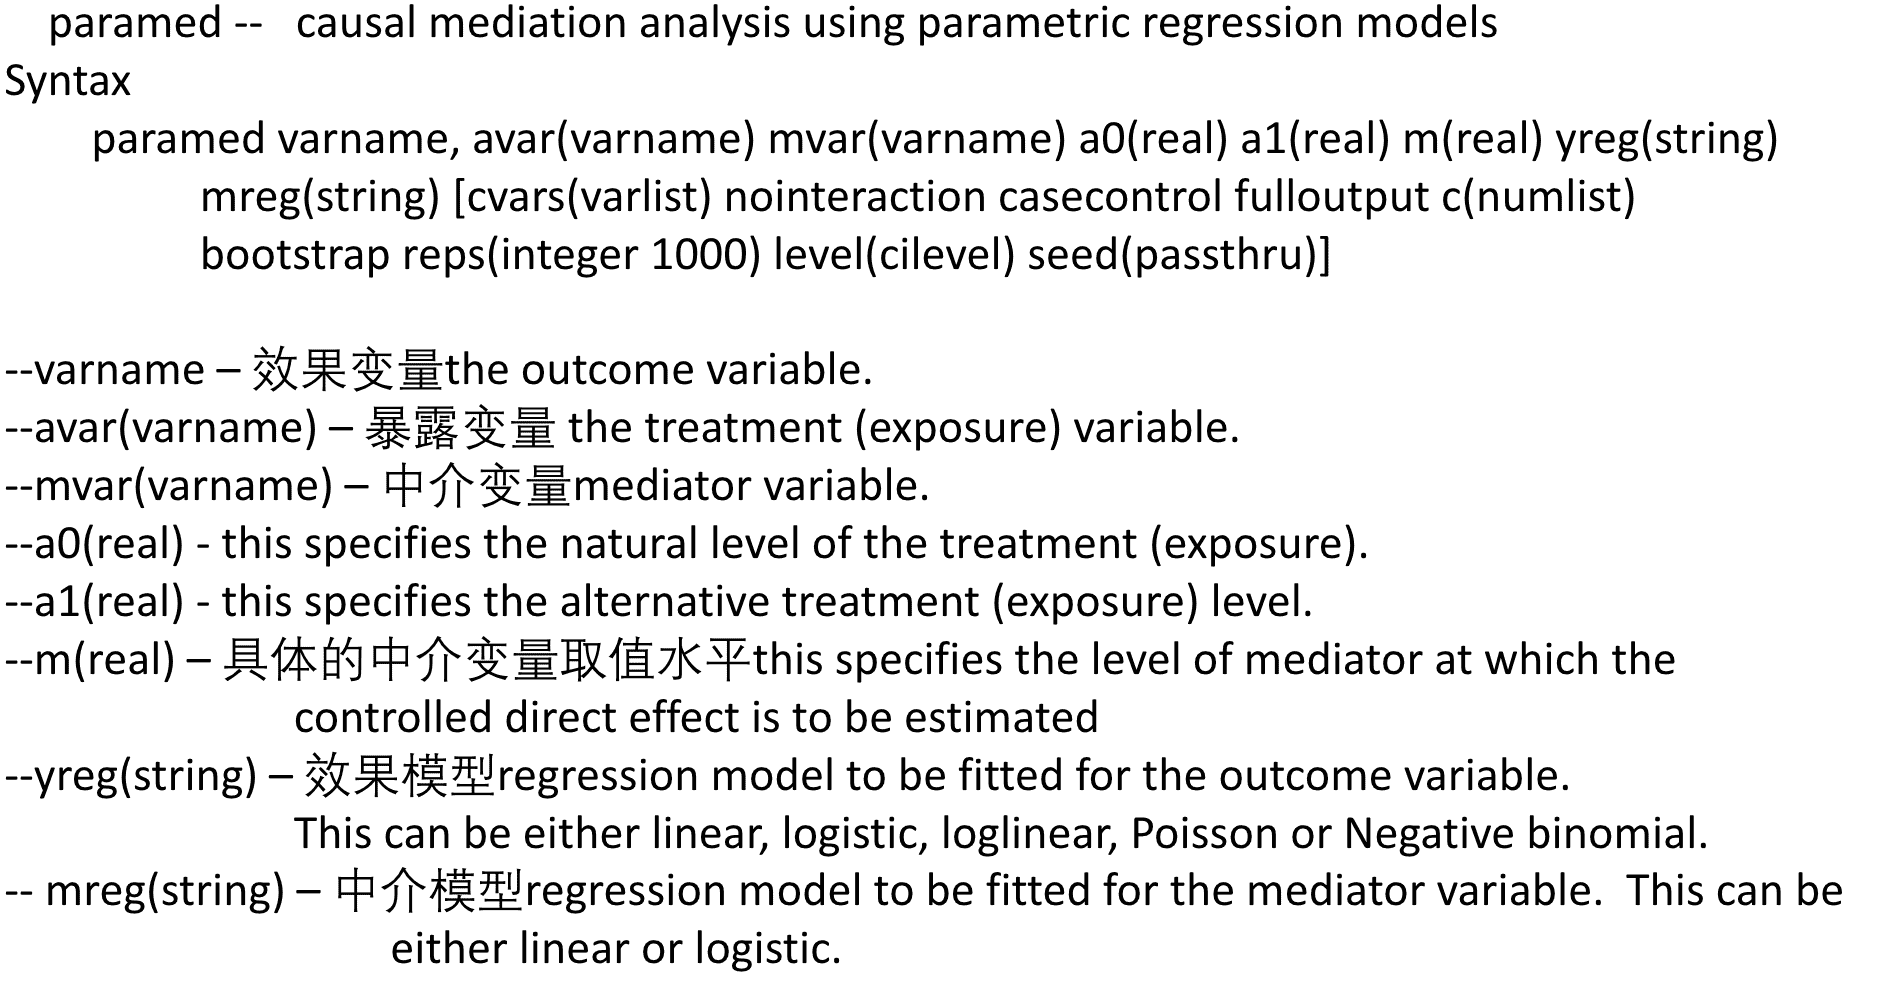 paramed -- causal mediation analysis using parametric regression models
Syntax
paramed varname, avar(varname) mvar(varname) a0(real) a1(real) m(real) yreg(string)
mreg(string) [cvars(varlist) nointeraction casecontrol fulloutput c(numlist)
bootstrap reps(integer 1000) level(cilevel) seed(passthru)]
--varname – 效果变量the outcome variable.
--avar(varname) – 暴露变量 the treatment (exposure) variable.
--mvar(varname) – 中介变量mediator variable.
--a0(real) - this specifies the natural level of the treatment (exposure).
--a1(real) - this specifies the alternative treatment (exposure) level.
--m(real) – 具体的中介变量取值水平this specifies the level of mediator at which the
controlled direct effect is to be estimated
--yreg(string) – 效果模型regression model to be fitted for the outcome variable.
This can be either linear, logistic, loglinear, Poisson or Negative binomial.
-- mreg(string) – 中介模型regression model to be fitted for the mediator variable.  This can be
either linear or logistic.